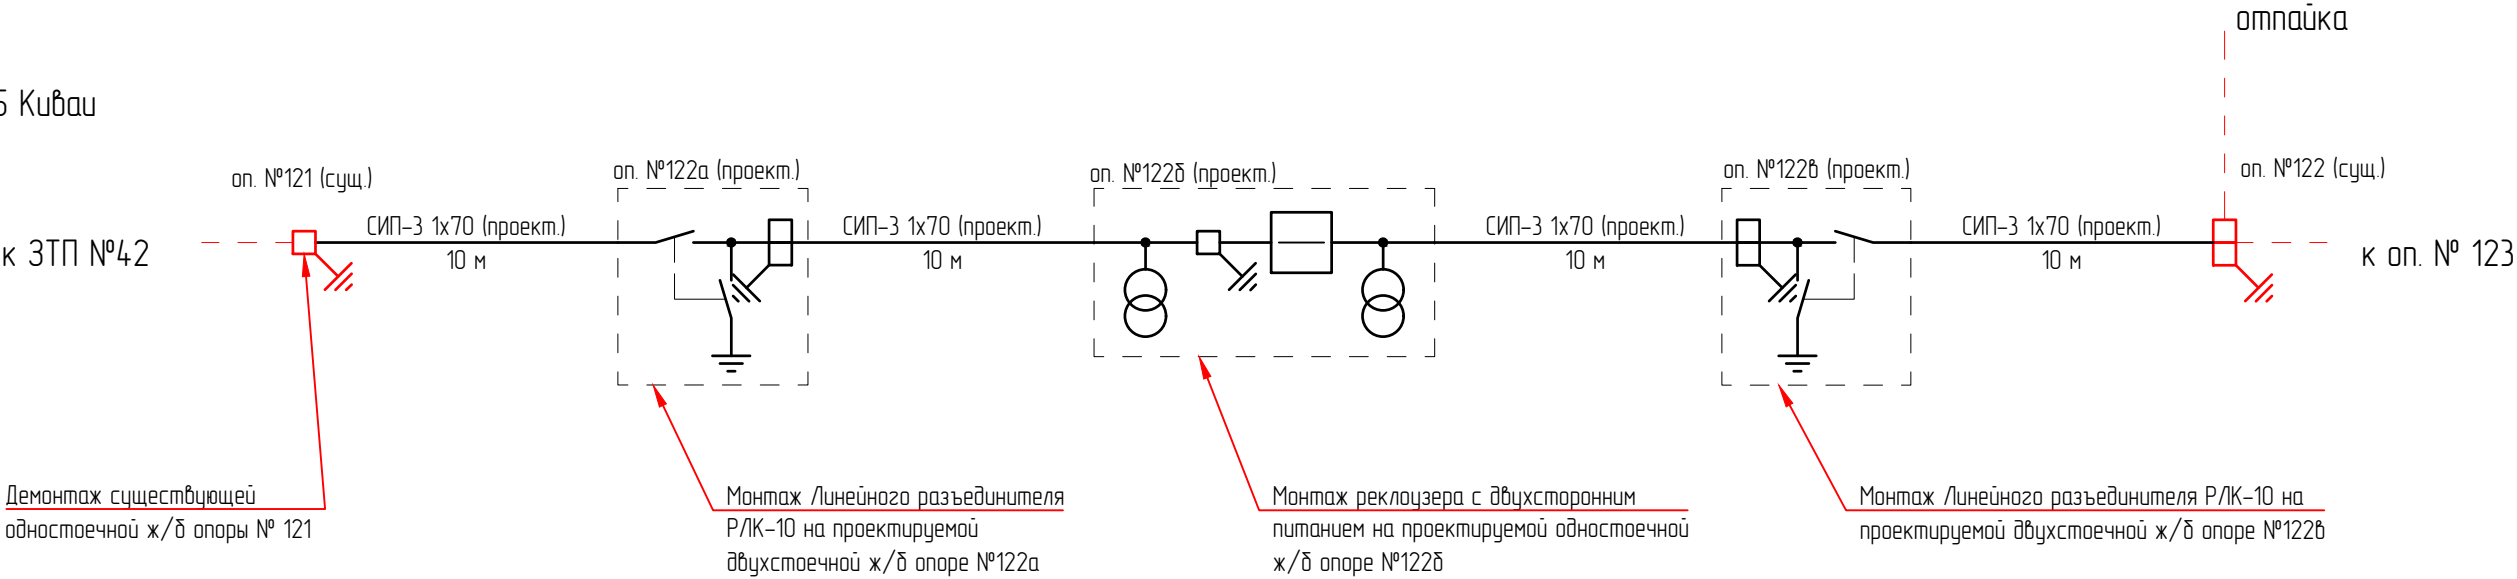 отпайка
Киваи
оп. №121 (сущ.)
оп. №122а (проект.)
оп. №122б (проект.)
оп. №122в (проект.)
оп. №122 (сущ.)
к ЗТП №42
СИП-3 1х70 (проект.)
10 м
СИП-3 1х70 (проект.)
10 м
СИП-3 1х70 (проект.)
10 м
СИП-3 1х70 (проект.)
10 м
к оп. № 123
Демонтаж существующей
одностоечной ж/б опоры № 121
Монтаж Линейного разъединителя
РЛК-10 на проектируемой
двухстоечной ж/б опоре №122а
Монтаж реклоузера с двухсторонним
питанием на проектируемой одностоечной
ж/б опоре №122б
Монтаж Линейного разъединителя РЛК-10 на
проектируемой двухстоечной ж/б опоре №122в